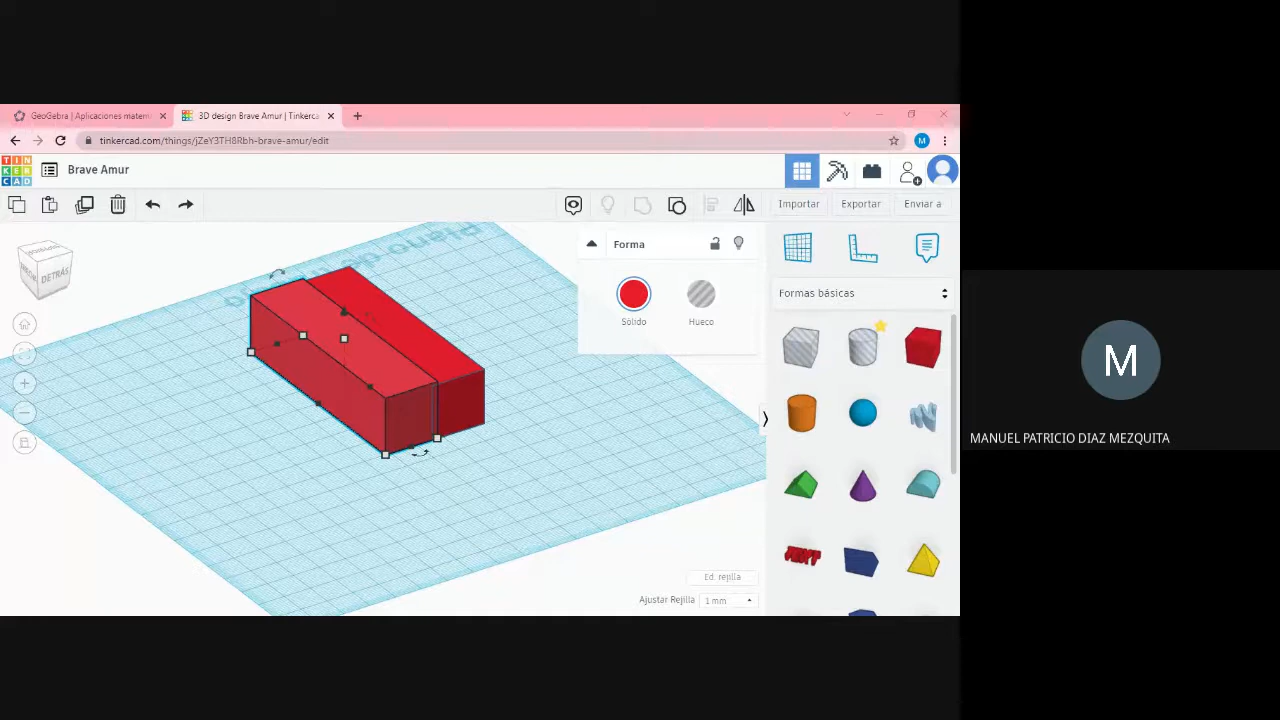 GeoGebra | Aplicaciones matem
3D design Brave Amur | Tinkerca
tinkercad.com/things/jZeY3TH8Rbh-brave-amur/edit
M
TIN
KER
CAD
Brave Amur
Importar
Exportar
Enviar a
Plano de
DETRÁS
Forma
Sólido
Hueco
Formas básicas
M
MANUEL PATRICIO DIAZ MEZQUITA
Ed. rejilla
Ajustar Rejilla
1 mm